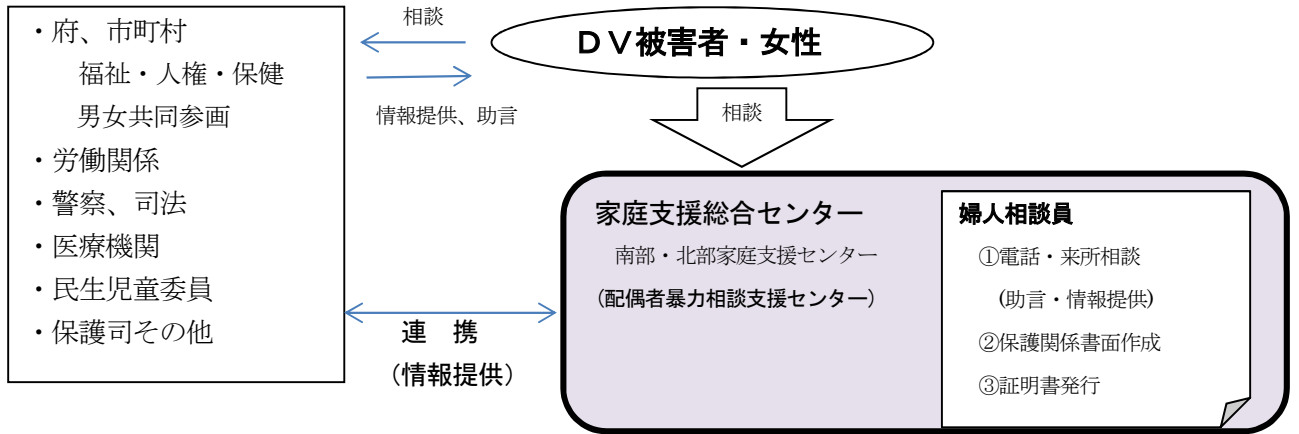 ・府、市町村
福祉・人権・保健
男女共同参画
・労働関係
・警察、司法
・医療機関
・民生児童委員
・保護司その他
相談
情報提供、助言
ＤＶ被害者・女性
相談
連　携
（情報提供）
家庭支援総合センター
南部・北部家庭支援センター
（配偶者暴力相談支援センター）
婦人相談員
①電話・来所相談
(助言・情報提供)
②保護関係書面作成
③証明書発行